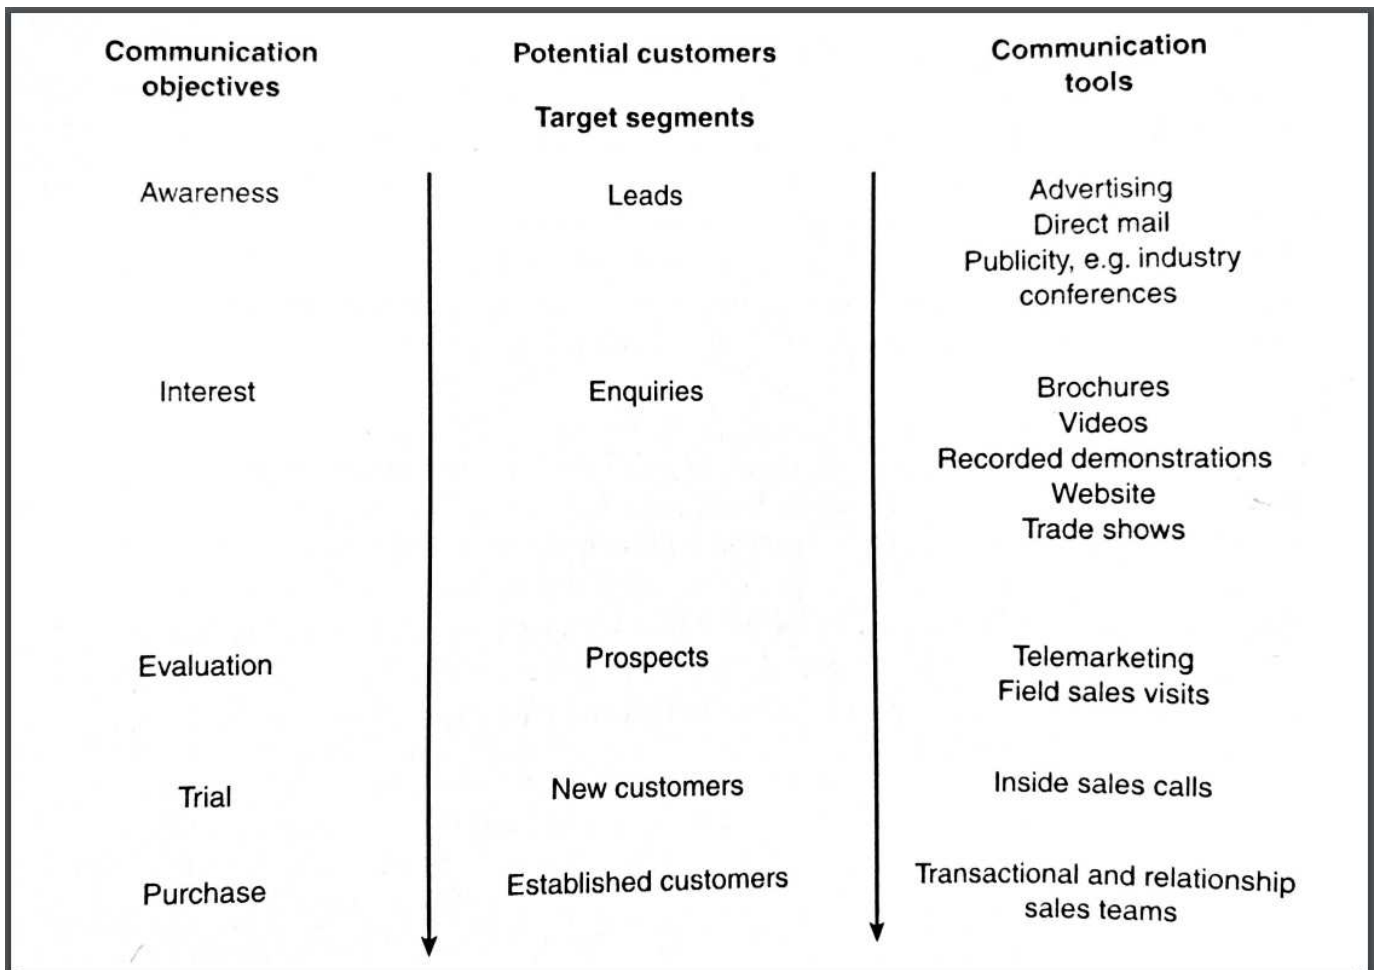 Communication
objectives
Potential customers
Target segments
Communication
tools
Awareness
Leads
Advertising
Direct mail
Publicity, e.g. industry
conferences
Interest
Enquiries
Brochures
Videos
Recorded demonstrations
Website
Trade shows
Evaluation
Prospects
Telemarketing
Field sales visits
Trial
New customers
Inside sales calls
Purchase
Established customers
Transactional and relationship
sales teams